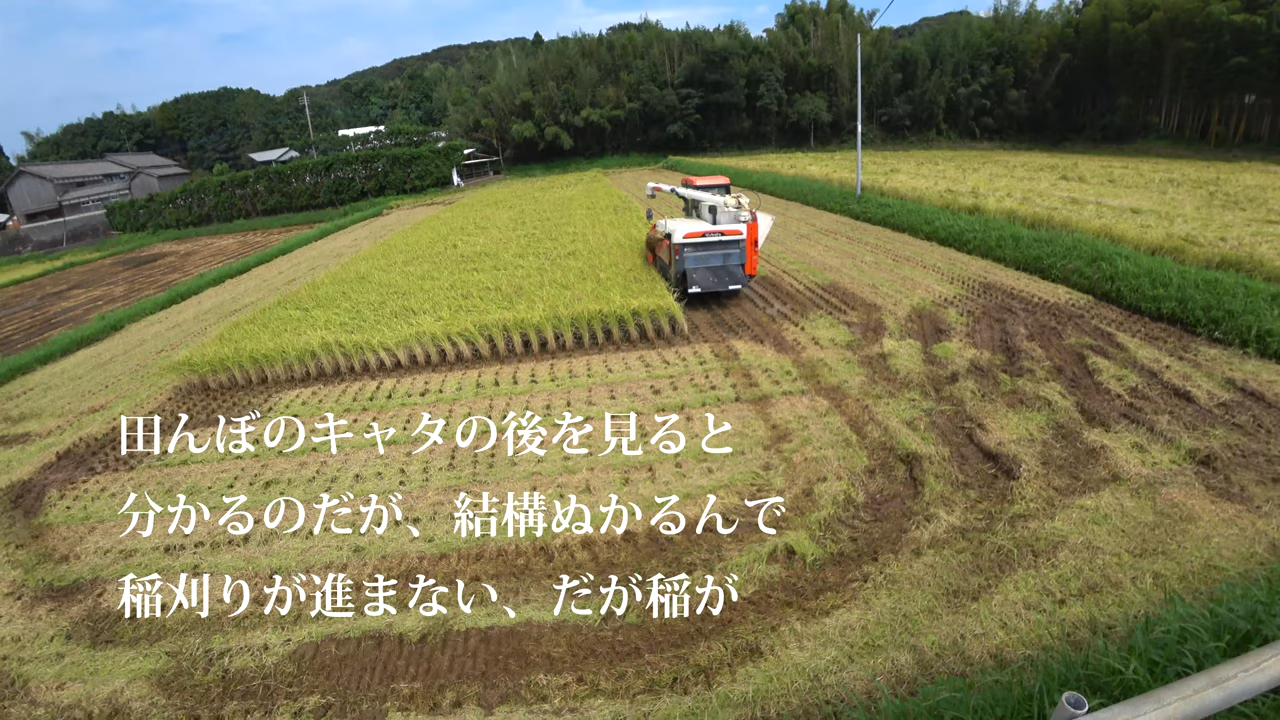 田んぼのキャタの後を見ると
分かるのだが、結構ぬかるんで
稲刈りが進まない、だが稲が